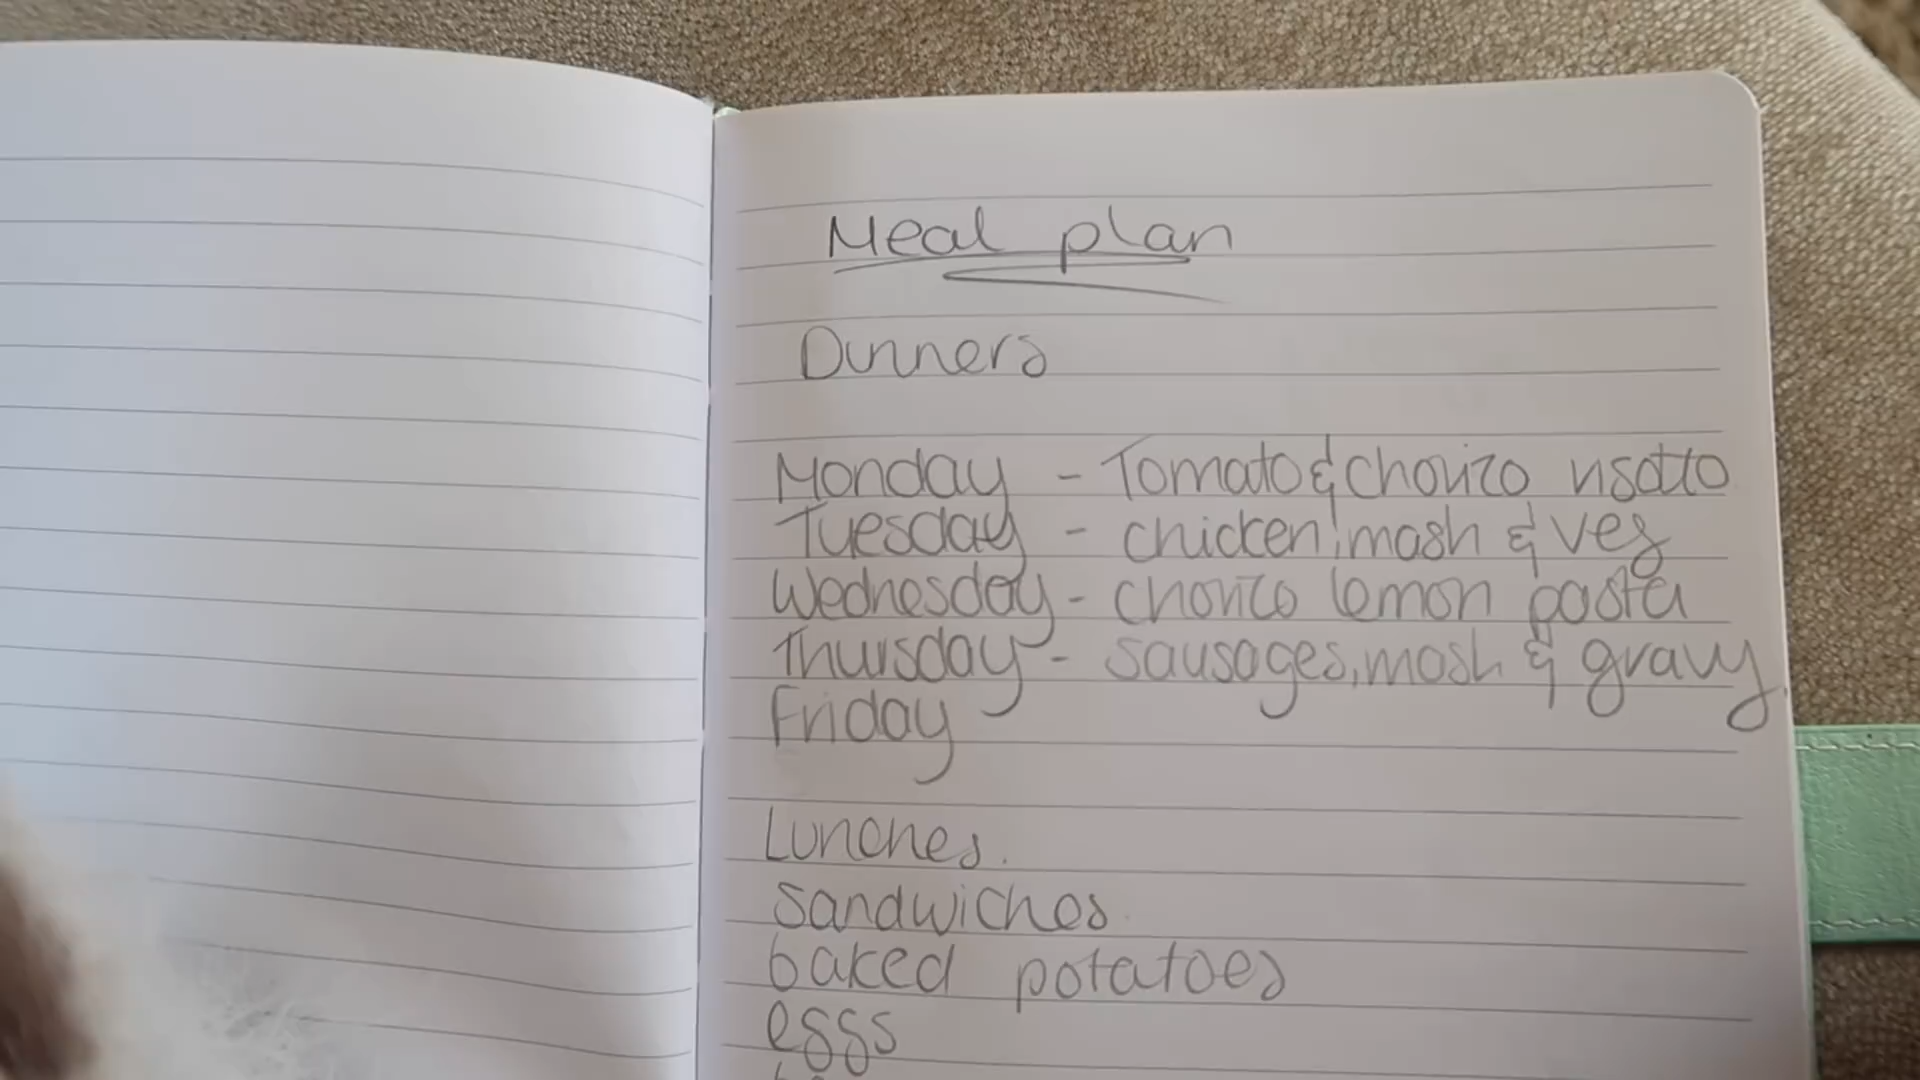 Meal plan
Dinners
Monday - Tomato & chorizo risotto
Tuesday - chicken, mash & veg
Wednesday - chorizo lemon pasta
Thursday - sausages, mash & gravy
Friday
Lunches.
sandwiches
baked potatoes
eggs